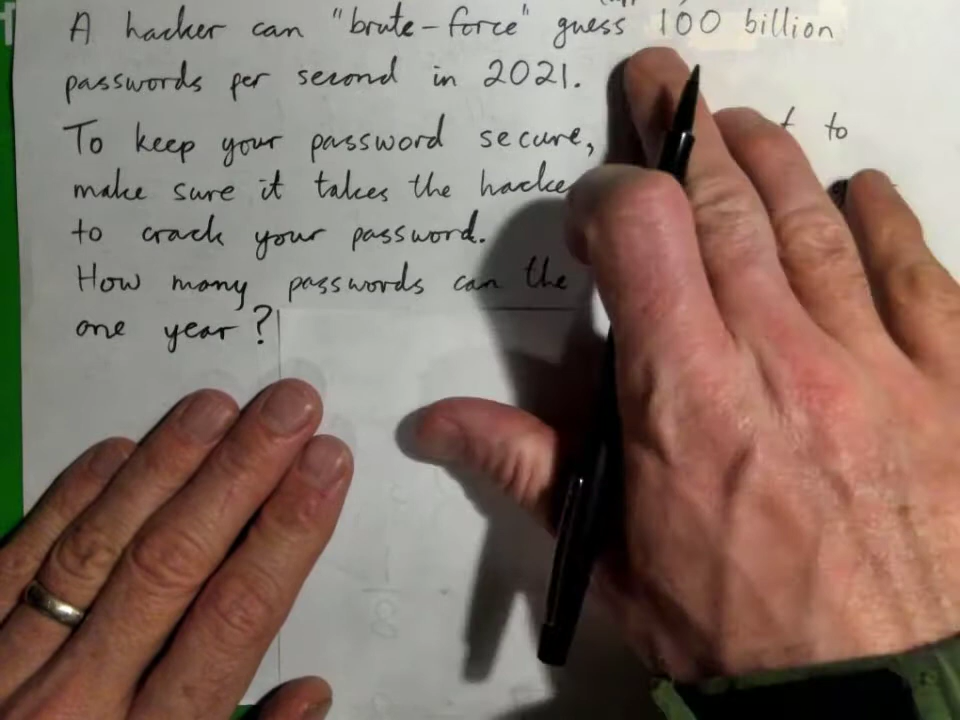 A hacker can "brute-force" guess 100 billion
passwords per second in 2021.
To keep your password secure, to
make sure it takes the hacke
to crack your password.
How many passwords can the
one year?